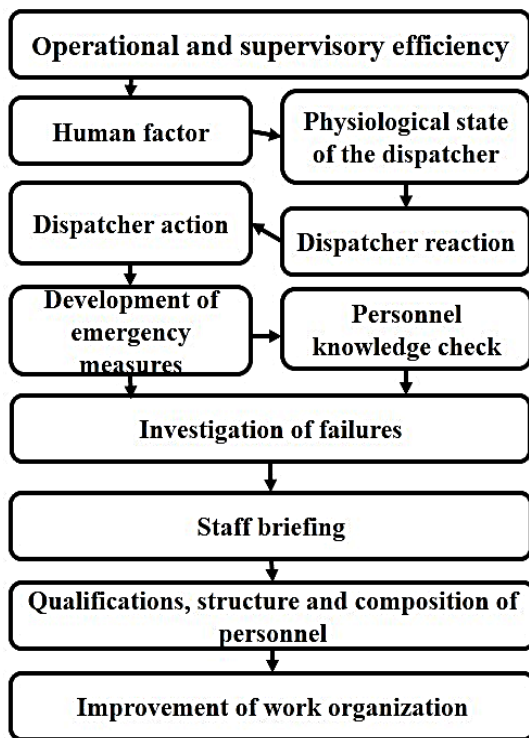 Operational and supervisory efficiency
Human factor
Physiological state
of the dispatcher
Dispatcher action
Dispatcher reaction
Development of
emergency
measures
Personnel
knowledge check
Investigation of failures
Staff briefing
Qualifications, structure and composition of
personnel
Improvement of work organization